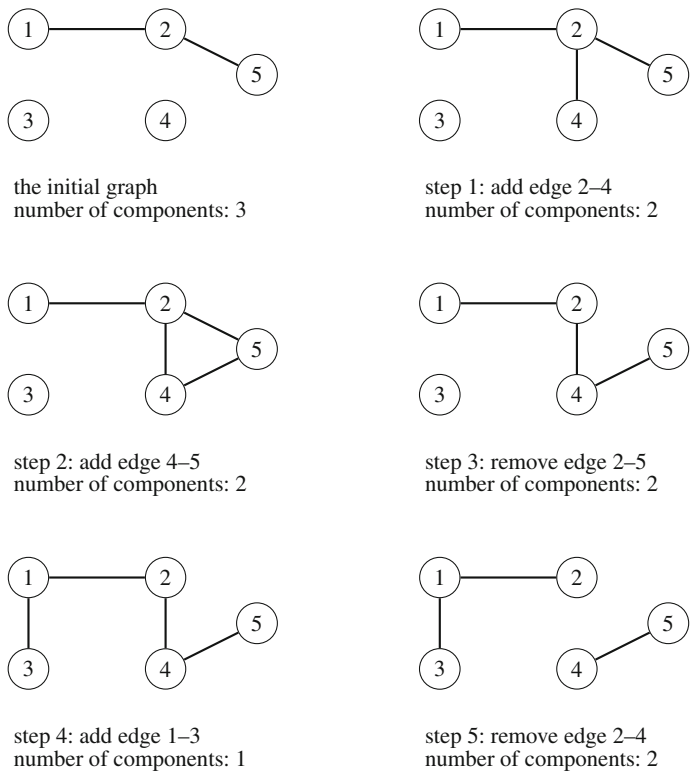 1 2
5
3 4
the initial graph
number of components: 3
1 2
5
3 4
step 1: add edge 2–4
number of components: 2
1 2
5
3 4
step 2: add edge 4–5
number of components: 2
1 2
5
3 4
step 3: remove edge 2–5
number of components: 2
1 2
5
3 4
step 4: add edge 1–3
number of components: 1
1 2
5
3 4
step 5: remove edge 2–4
number of components: 2